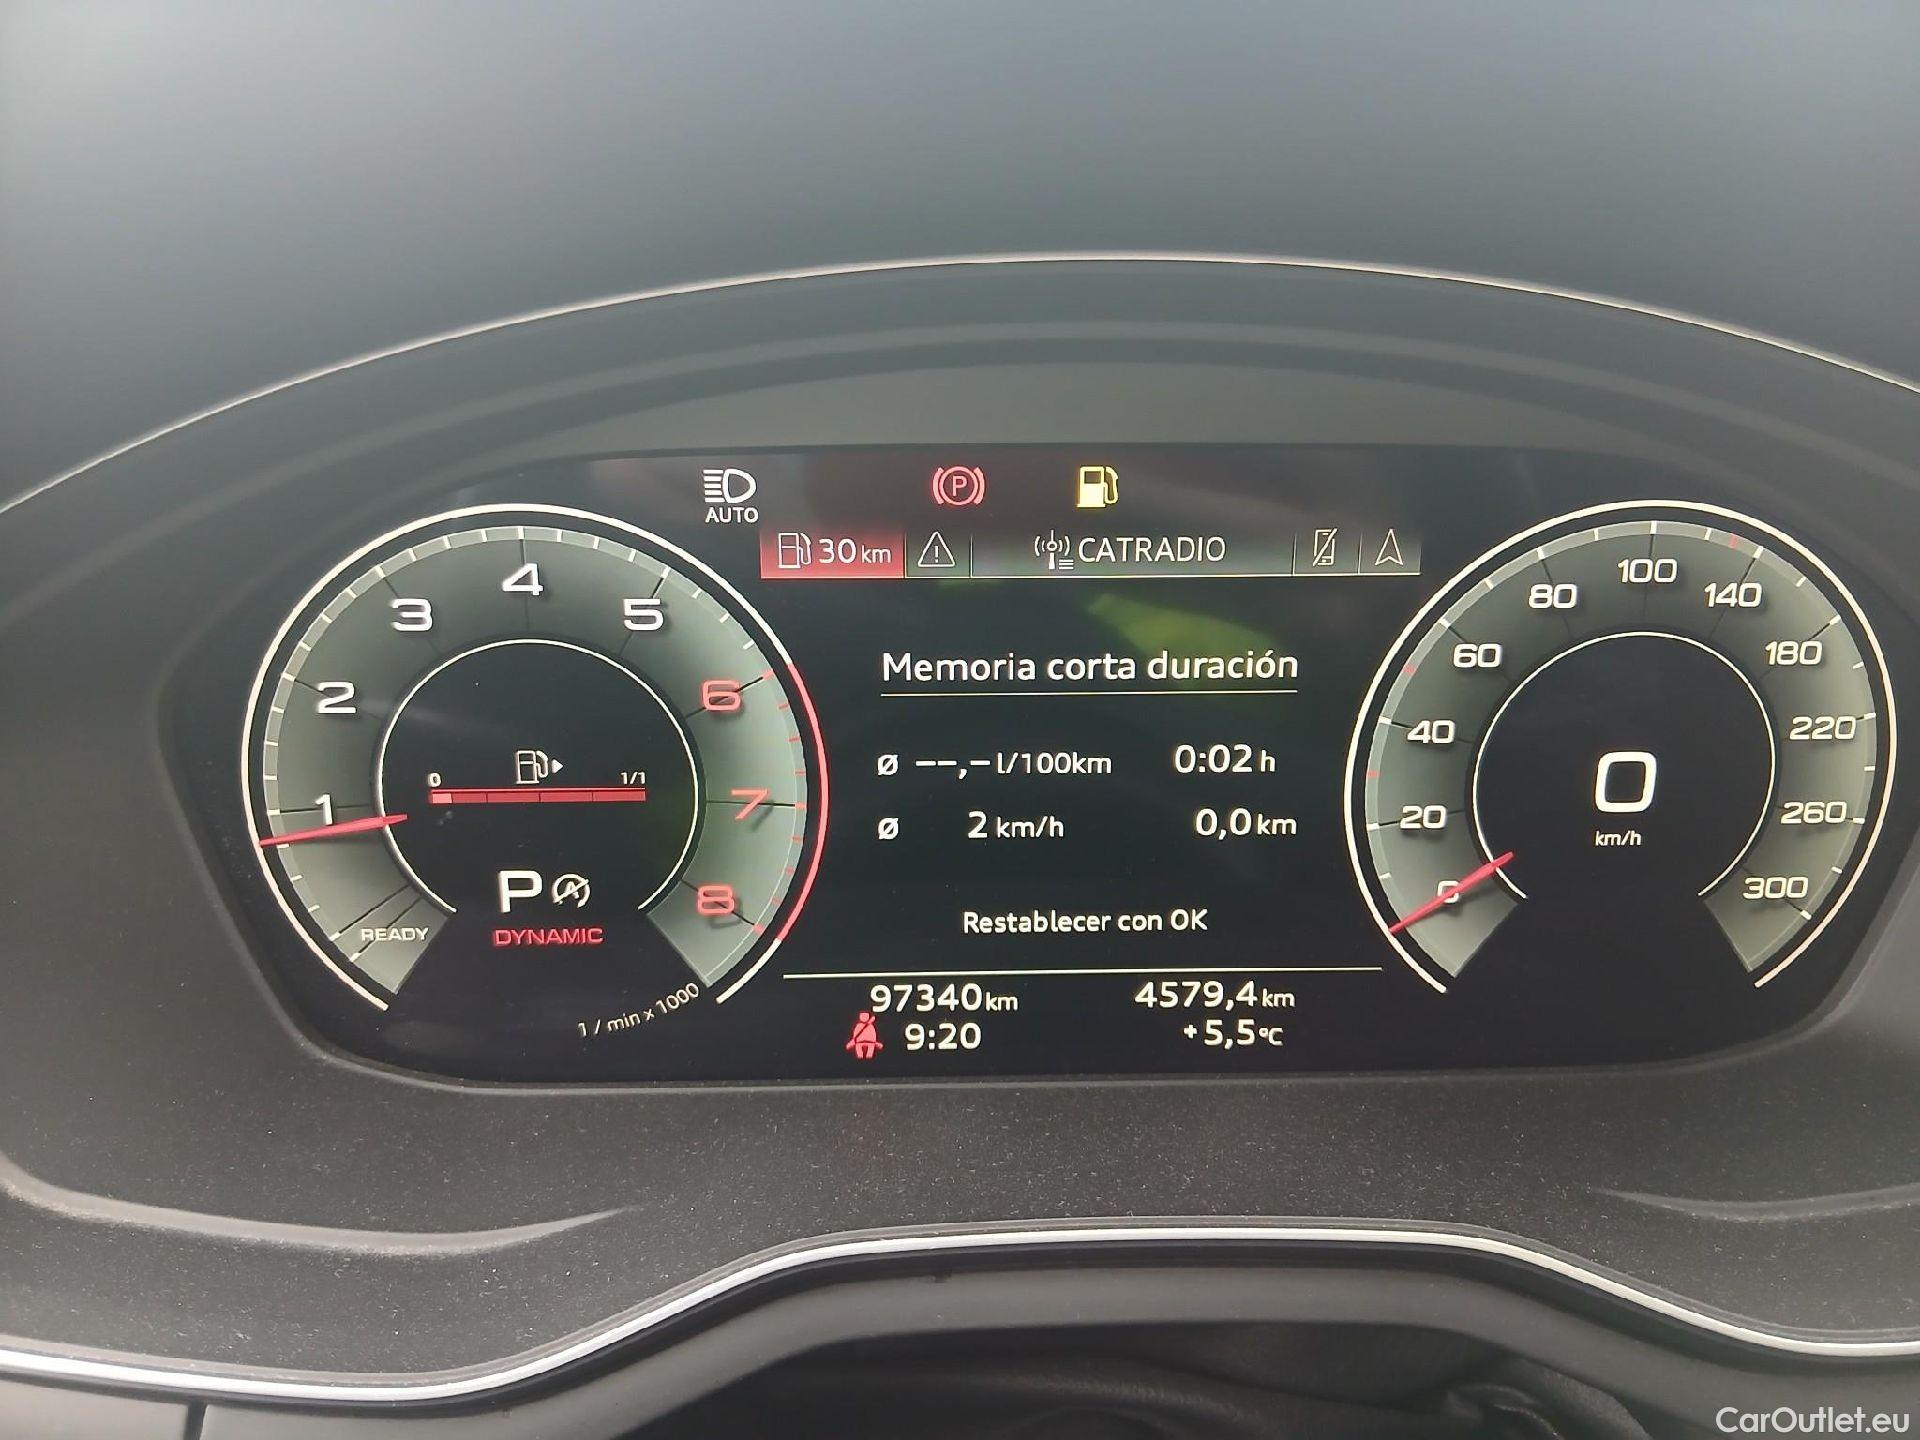 AUTO
P
30 km
CATRADIO
1
2
3
4
5
6
7
8
READY
0
1/1
P A
DYNAMIC
1 / min x 1000
Memoria corta duración
ø --,- l/100km 0:02 h
ø 2 km/h 0,0 km
Restablecer con OK
97340 km 4579,4 km
9:20 +5,5 °C
0
20
40
60
80
100
140
180
220
260
300
0
km/h
CarOutlet.eu